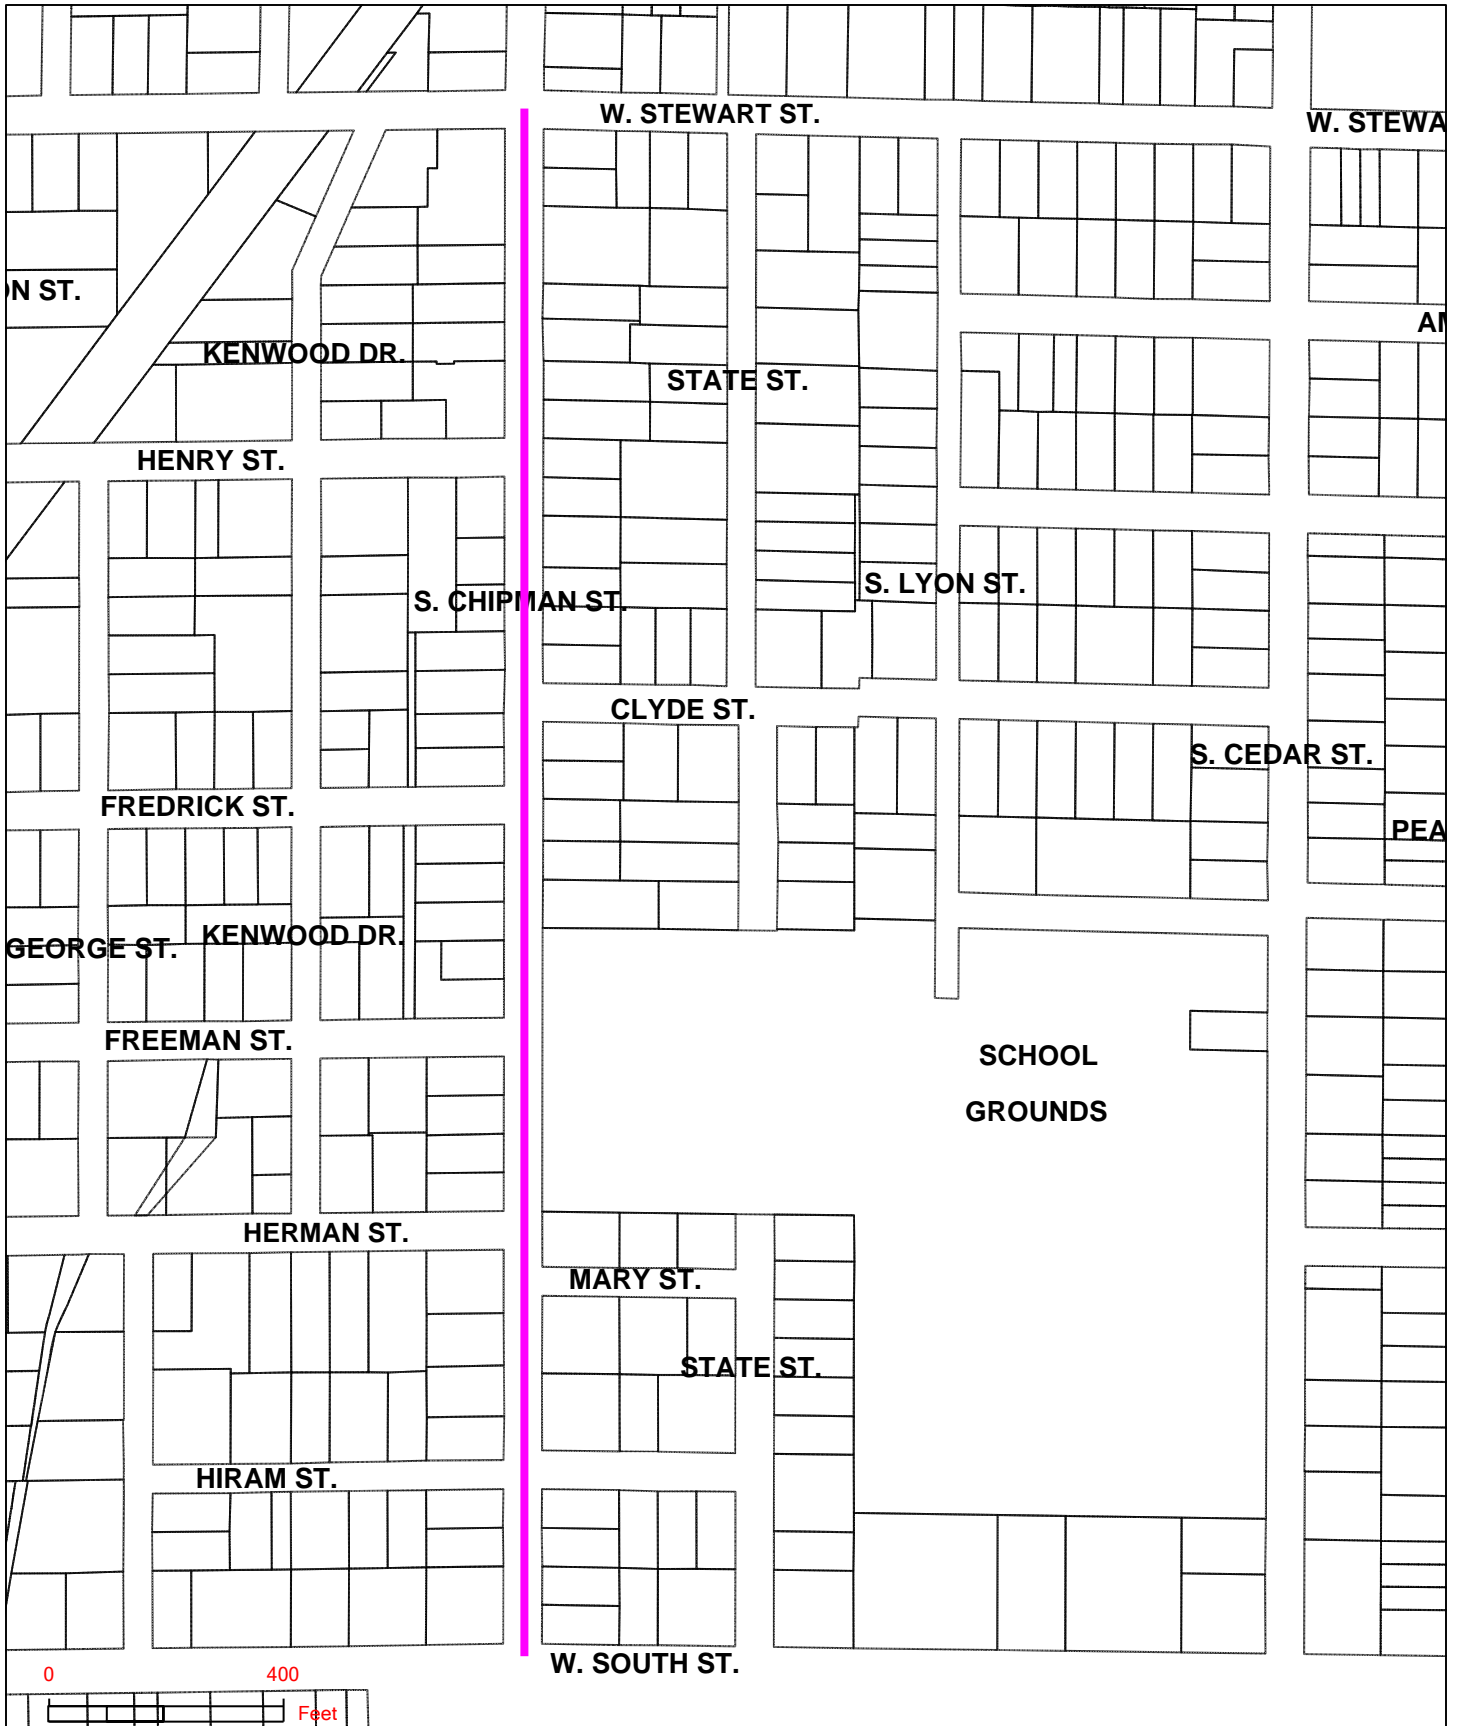 W. STEWART ST.
W. STEWA
N ST.
AM
KENWOOD DR.
STATE ST.
HENRY ST.
S. LYON ST.
S. CHIPMAN ST.
CLYDE ST.
S. CEDAR ST.
FREDRICK ST.
PEA
KENWOOD DR.
GEORGE ST.
FREEMAN ST.
SCHOOL
GROUNDS
HERMAN ST.
MARY ST.
STATE ST.
HIRAM ST.
W. SOUTH ST.
0 400
Feet